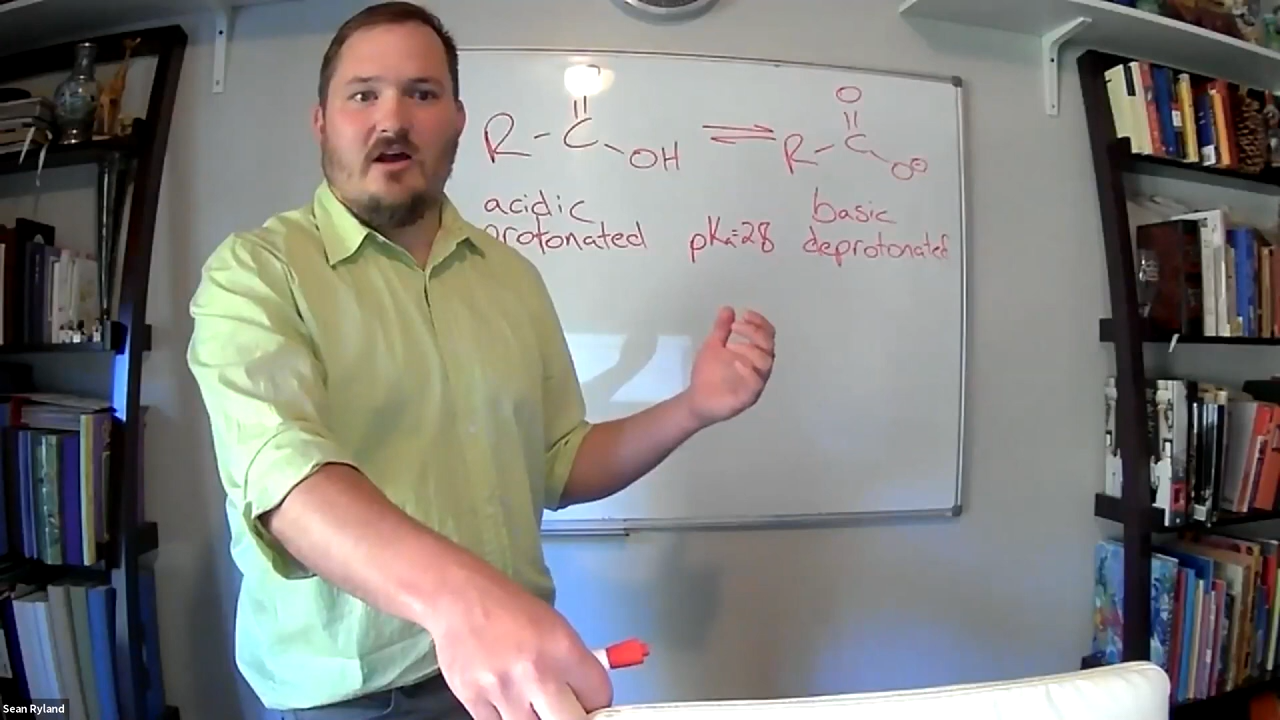 O
R-C-OH ⇌ R-C-O⊖
acidic
protonated
pKa=28
basic
deprotonated
Sean Ryland